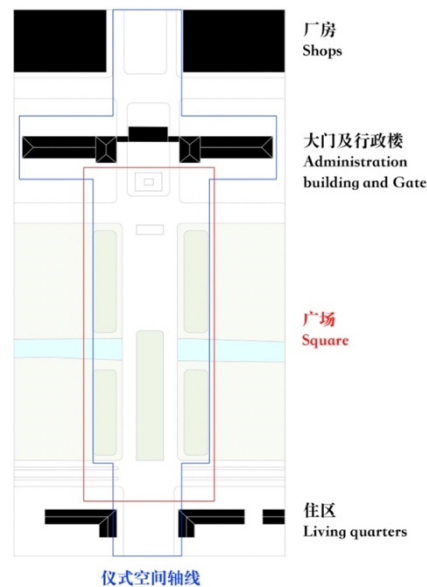 厂房
Shops
大门及行政楼
Administration
building and Gate
广场
Square
住区
Living quarters
仪式空间轴线